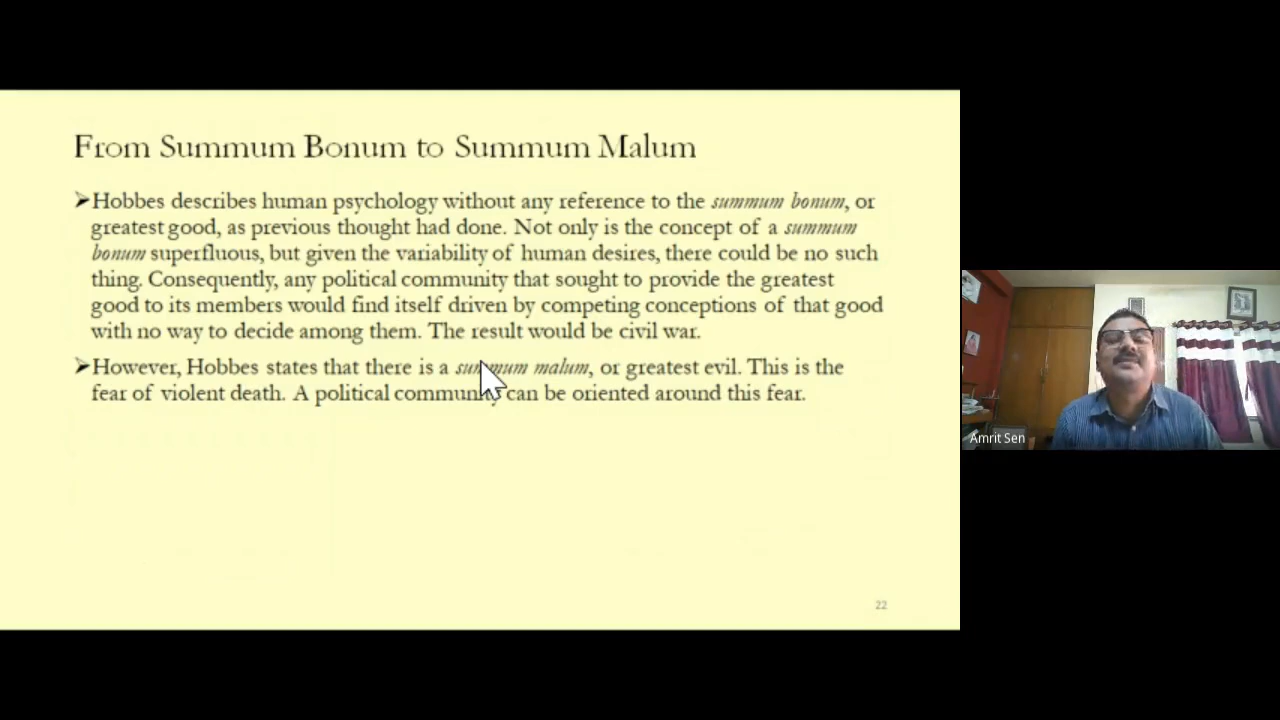 From Summum Bonum to Summum Malum
➢Hobbes describes human psychology without any reference to the summum bonum, or
greatest good, as previous thought had done. Not only is the concept of a summum
bonum superfluous, but given the variability of human desires, there could be no such
thing. Consequently, any political community that sought to provide the greatest
good to its members would find itself driven by competing conceptions of that good
with no way to decide among them. The result would be civil war.
➢However, Hobbes states that there is a summum malum, or greatest evil. This is the
fear of violent death. A political community can be oriented around this fear.
22
Amrit Sen